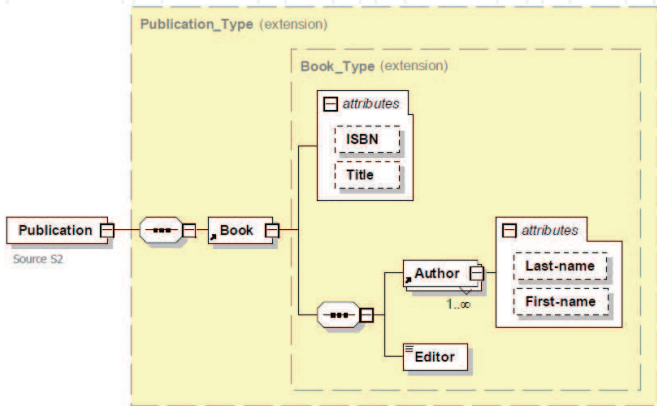 Publication_Type (extension)
Book_Type (extension)
attributes
ISBN
Title
Publication
Book
Source S2
attributes
Author
Last-name
1..∞
First-name
Editor